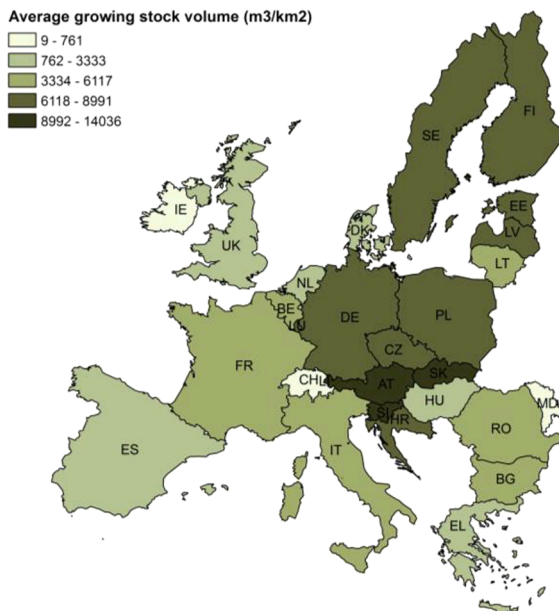 Average growing stock volume (m3/km2)
9 - 761
762 - 3333
3334 - 6117
6118 - 8991
8992 - 14036
FI
SE
EE
LV
LT
IE
DK
UK
NL
BE
LU
DE
PL
CZ
FR
SK
CH
LI
AT
HU
MD
SI
HR
RO
IT
ES
BG
EL